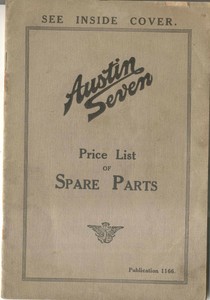 SEE INSIDE COVER.
Austin
Seven
Price List
OF
SPARE PARTS
Publication 1146.